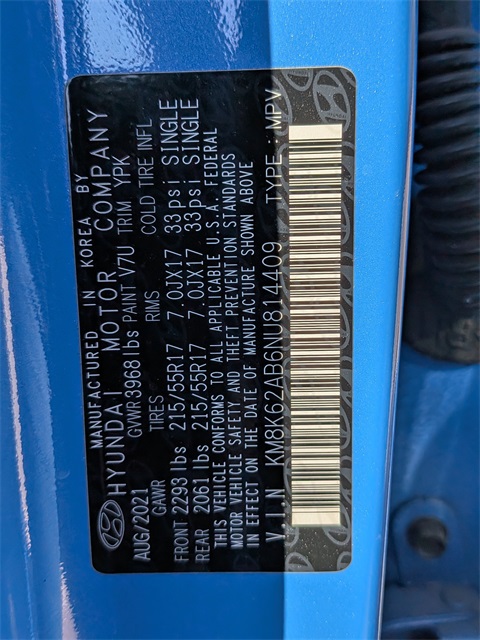 MANUFACTURED IN KOREA BY
HYUNDAI MOTOR COMPANY
AUG/2021 GVWR 3968lbs PAINT V7U TRIM YPK
GAWR TIRES RIMS COLD TIRE INFL
FRONT 2293 lbs 215/55R17 7.0JX17 33psi SINGLE
REAR 2061 lbs 215/55R17 7.0JX17 33psi SINGLE
THIS VEHICLE CONFORMS TO ALL APPLICABLE U.S.A. FEDERAL
MOTOR VEHICLE SAFETY AND THEFT PREVENTION STANDARDS
IN EFFECT ON THE DATE OF MANUFACTURE SHOWN ABOVE
V.I.N KM8K62AB6NU814409 TYPE : MPV